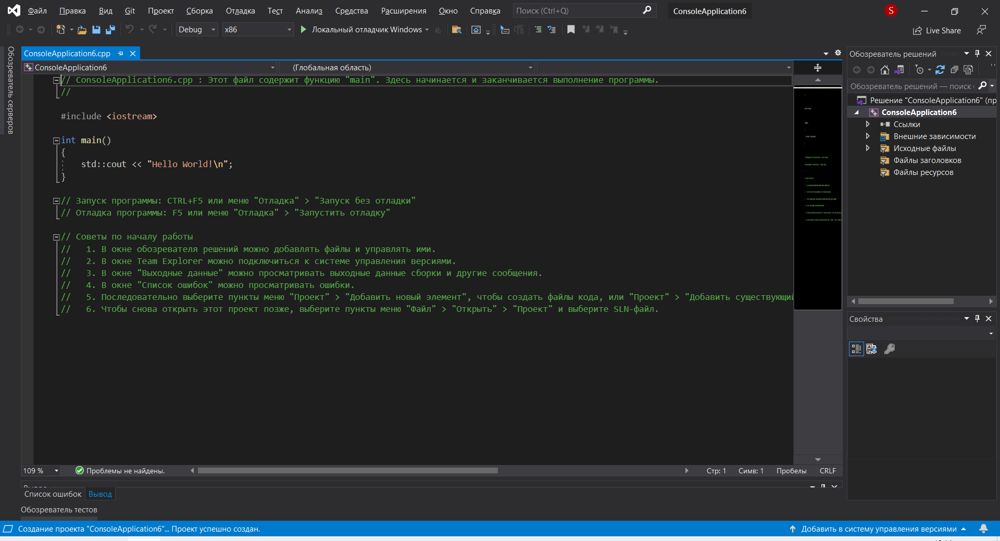 Файл Правка Вид Git Проект Сборка Отладка Тест Анализ Средства Расширения Окно Справка Поиск (Ctrl+Q) ConsoleApplication6 S
Debug x86 Локальный отладчик Windows Live Share
Обозреватель серверов
ConsoleApplication6.cpp
ConsoleApplication6 (Глобальная область)
// ConsoleApplication6.cpp : Этот файл содержит функцию "main". Здесь начинается и заканчивается выполнение программы.
//
#include <iostream>
int main()
{
std::cout << "Hello World!\n";
}
// Запуск программы: CTRL+F5 или меню "Отладка" > "Запуск без отладки"
// Отладка программы: F5 или меню "Отладка" > "Запустить отладку"
// Советы по началу работы
//   1. В окне обозревателя решений можно добавлять файлы и управлять ими.
//   2. В окне Team Explorer можно подключиться к системе управления версиями.
//   3. В окне "Выходные данные" можно просматривать выходные данные сборки и другие сообщения.
//   4. В окне "Список ошибок" можно просматривать ошибки.
//   5. Последовательно выберите пункты меню "Проект" > "Добавить новый элемент", чтобы создать файлы кода, или "Проект" > "Добавить существующий
//   6. Чтобы снова открыть этот проект позже, выберите пункты меню "Файл" > "Открыть" > "Проект" и выберите SLN-файл.
109 % Проблемы не найдены. Стр: 1 Симв: 1 Пробелы CRLF
Список ошибок Вывод
Обозреватель тестов
Обозреватель решений
Обозреватель решений — поиск
Решение "ConsoleApplication6" (пр
ConsoleApplication6
Ссылки
Внешние зависимости
Исходные файлы
Файлы заголовков
Файлы ресурсов
Свойства
Создание проекта "ConsoleApplication6"... Проект успешно создан. Добавить в систему управления версиями